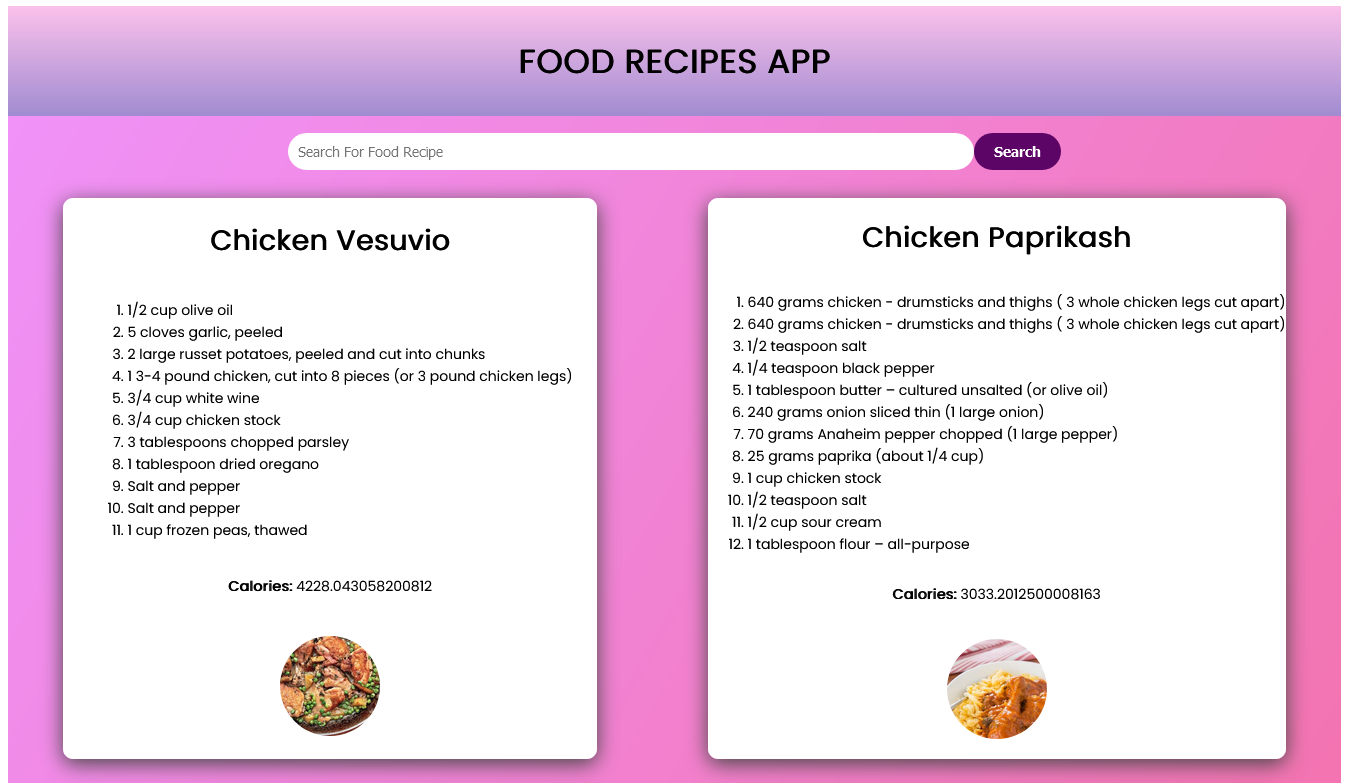 FOOD RECIPES APP
Search For Food Recipe
Search
Chicken Vesuvio
1. 1/2 cup olive oil
2. 5 cloves garlic, peeled
3. 2 large russet potatoes, peeled and cut into chunks
4. 1 3-4 pound chicken, cut into 8 pieces (or 3 pound chicken legs)
5. 3/4 cup white wine
6. 3/4 cup chicken stock
7. 3 tablespoons chopped parsley
8. 1 tablespoon dried oregano
9. Salt and pepper
10. Salt and pepper
11. 1 cup frozen peas, thawed
Calories: 4228.043058200812
Chicken Paprikash
1. 640 grams chicken - drumsticks and thighs ( 3 whole chicken legs cut apart)
2. 640 grams chicken - drumsticks and thighs ( 3 whole chicken legs cut apart)
3. 1/2 teaspoon salt
4. 1/4 teaspoon black pepper
5. 1 tablespoon butter – cultured unsalted (or olive oil)
6. 240 grams onion sliced thin (1 large onion)
7. 70 grams Anaheim pepper chopped (1 large pepper)
8. 25 grams paprika (about 1/4 cup)
9. 1 cup chicken stock
10. 1/2 teaspoon salt
11. 1/2 cup sour cream
12. 1 tablespoon flour – all-purpose
Calories: 3033.2012500008163